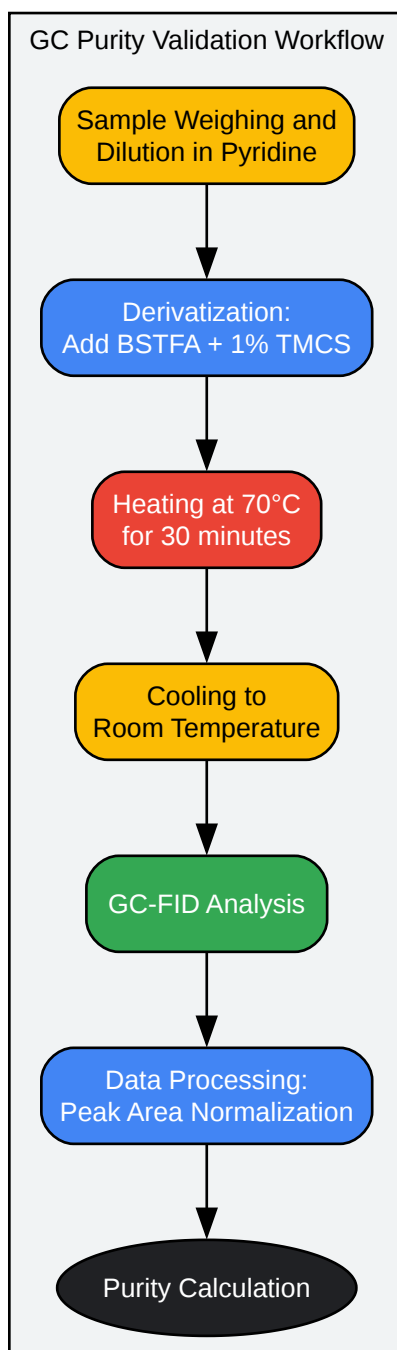 GC Purity Validation Workflow
Sample Weighing and
Dilution in Pyridine
Derivatization:
Add BSTFA + 1% TMCS
Heating at 70°C
for 30 minutes
Cooling to
Room Temperature
GC-FID Analysis
Data Processing:
Peak Area Normalization
Purity Calculation